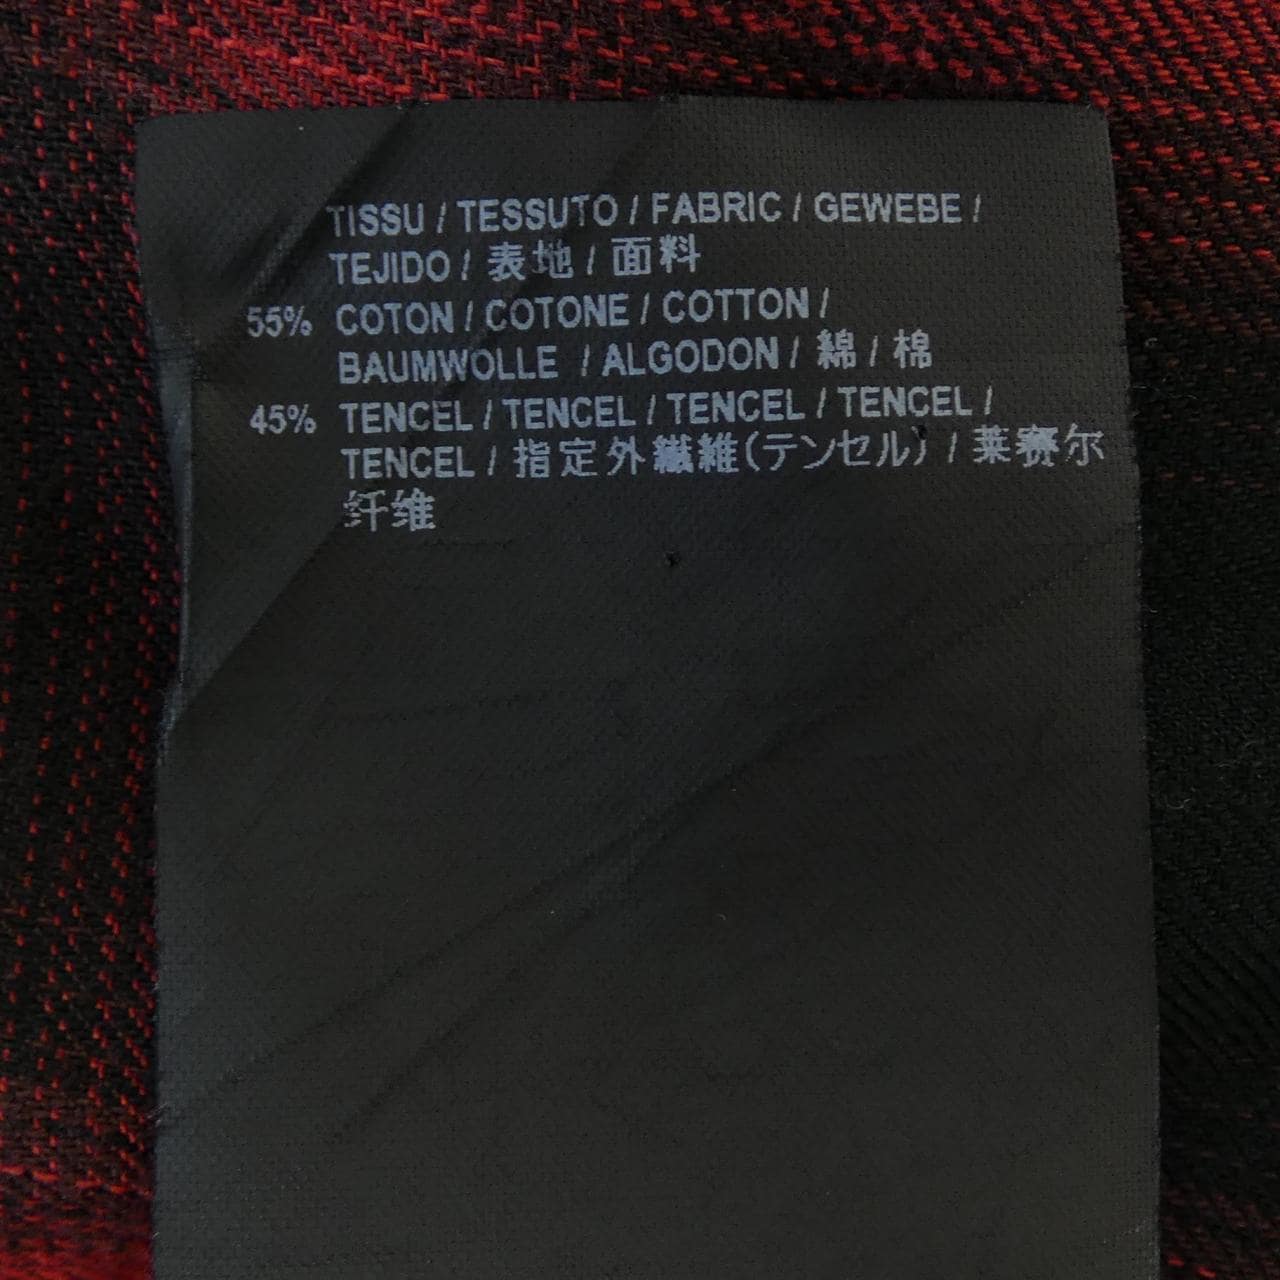 TISSU / TESSUTO / FABRIC / GEWEBE /
TEJIDO / 表地 / 面料
55% COTON / COTONE / COTTON /
BAUMWOLLE / ALGODON / 綿 / 棉
45% TENCEL / TENCEL / TENCEL / TENCEL /
TENCEL / 指定外繊維(テンセル) / 莱赛尔
纤维